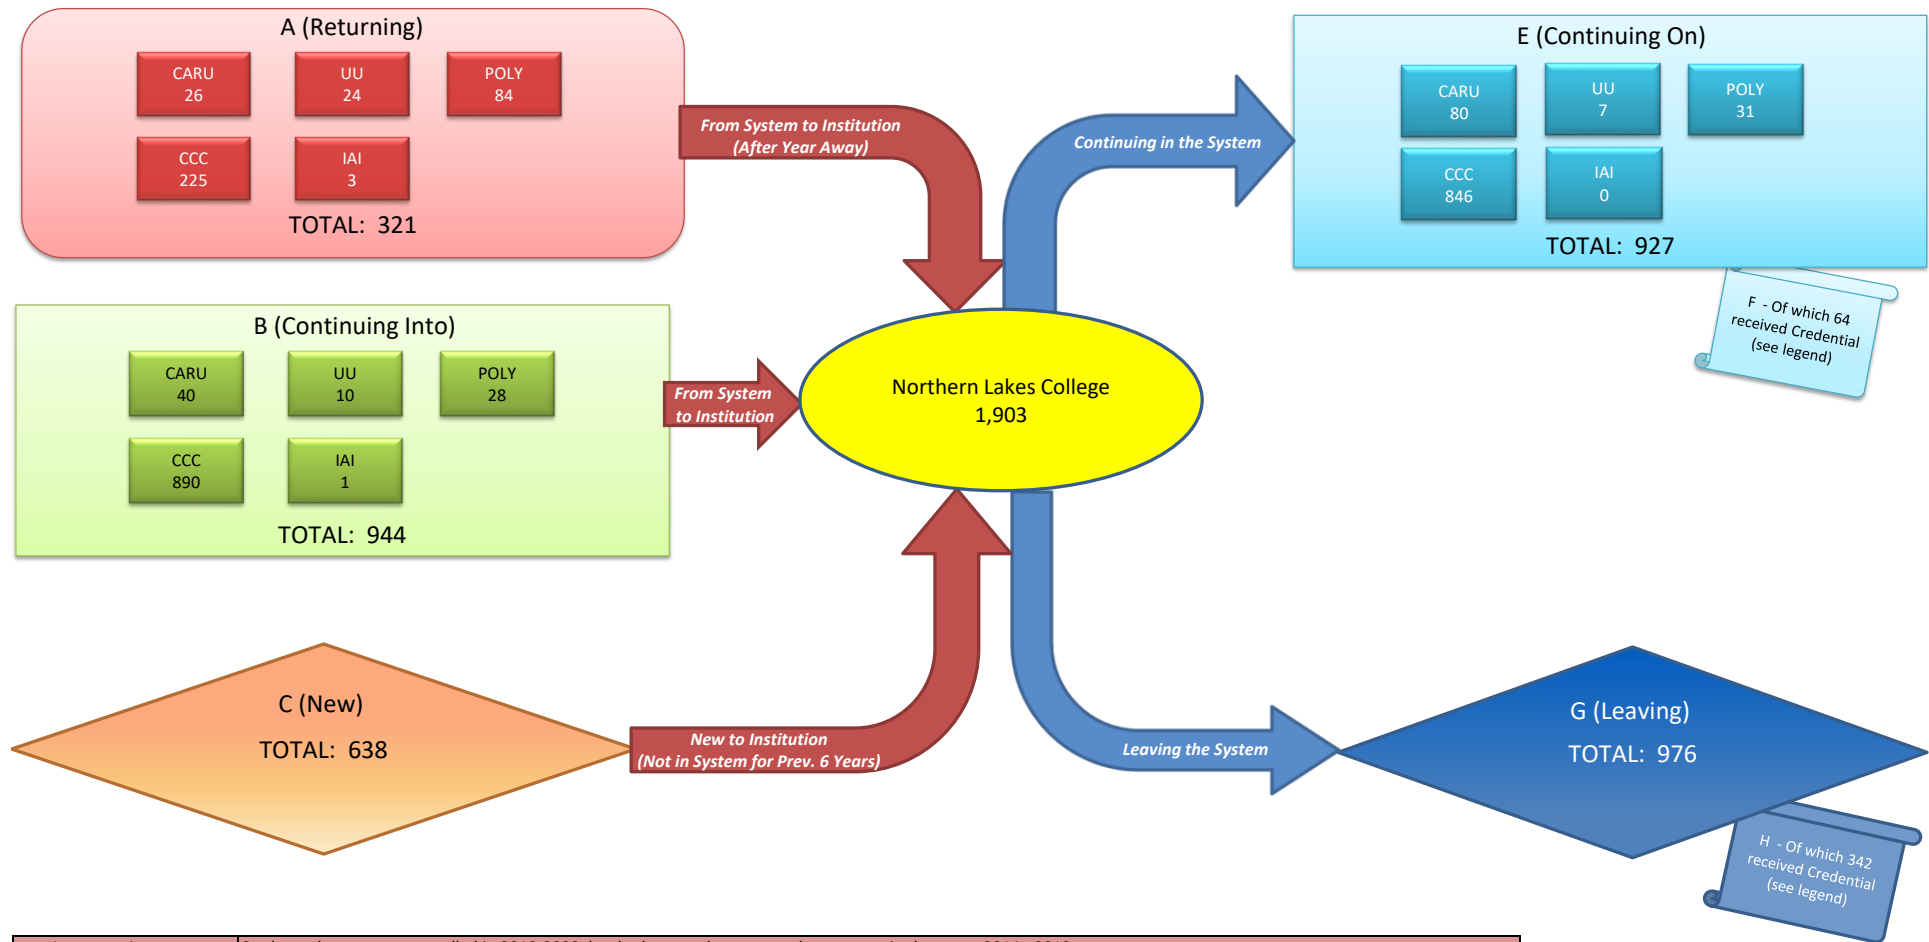 A (Returning)
CARU
26
UU
24
POLY
84
CCC
225
IAI
3
TOTAL: 321
From System to Institution
(After Year Away)
Continuing in the System
E (Continuing On)
CARU
80
UU
7
POLY
31
CCC
846
IAI
0
TOTAL: 927
F - Of which 64
received Credential
(see legend)
B (Continuing Into)
CARU
40
UU
10
POLY
28
CCC
890
IAI
1
TOTAL: 944
From System
to Institution
Northern Lakes College
1,903
C (New)
TOTAL: 638
New to Institution
(Not in System for Prev. 6 Years)
Leaving the System
G (Leaving)
TOTAL: 976
H - Of which 342
received Credential
(see legend)